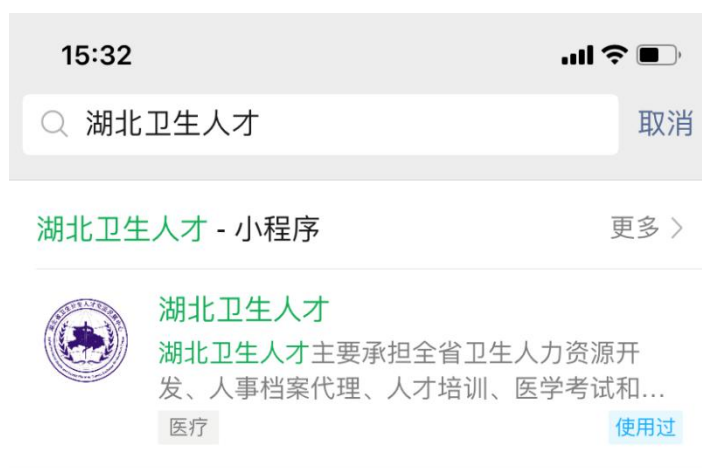 15:32
湖北卫生人才
取消
湖北卫生人才 - 小程序
更多 >
湖北卫生人才
湖北卫生人才主要承担全省卫生人力资源开
发、人事档案代理、人才培训、医学考试和...
医疗
使用过